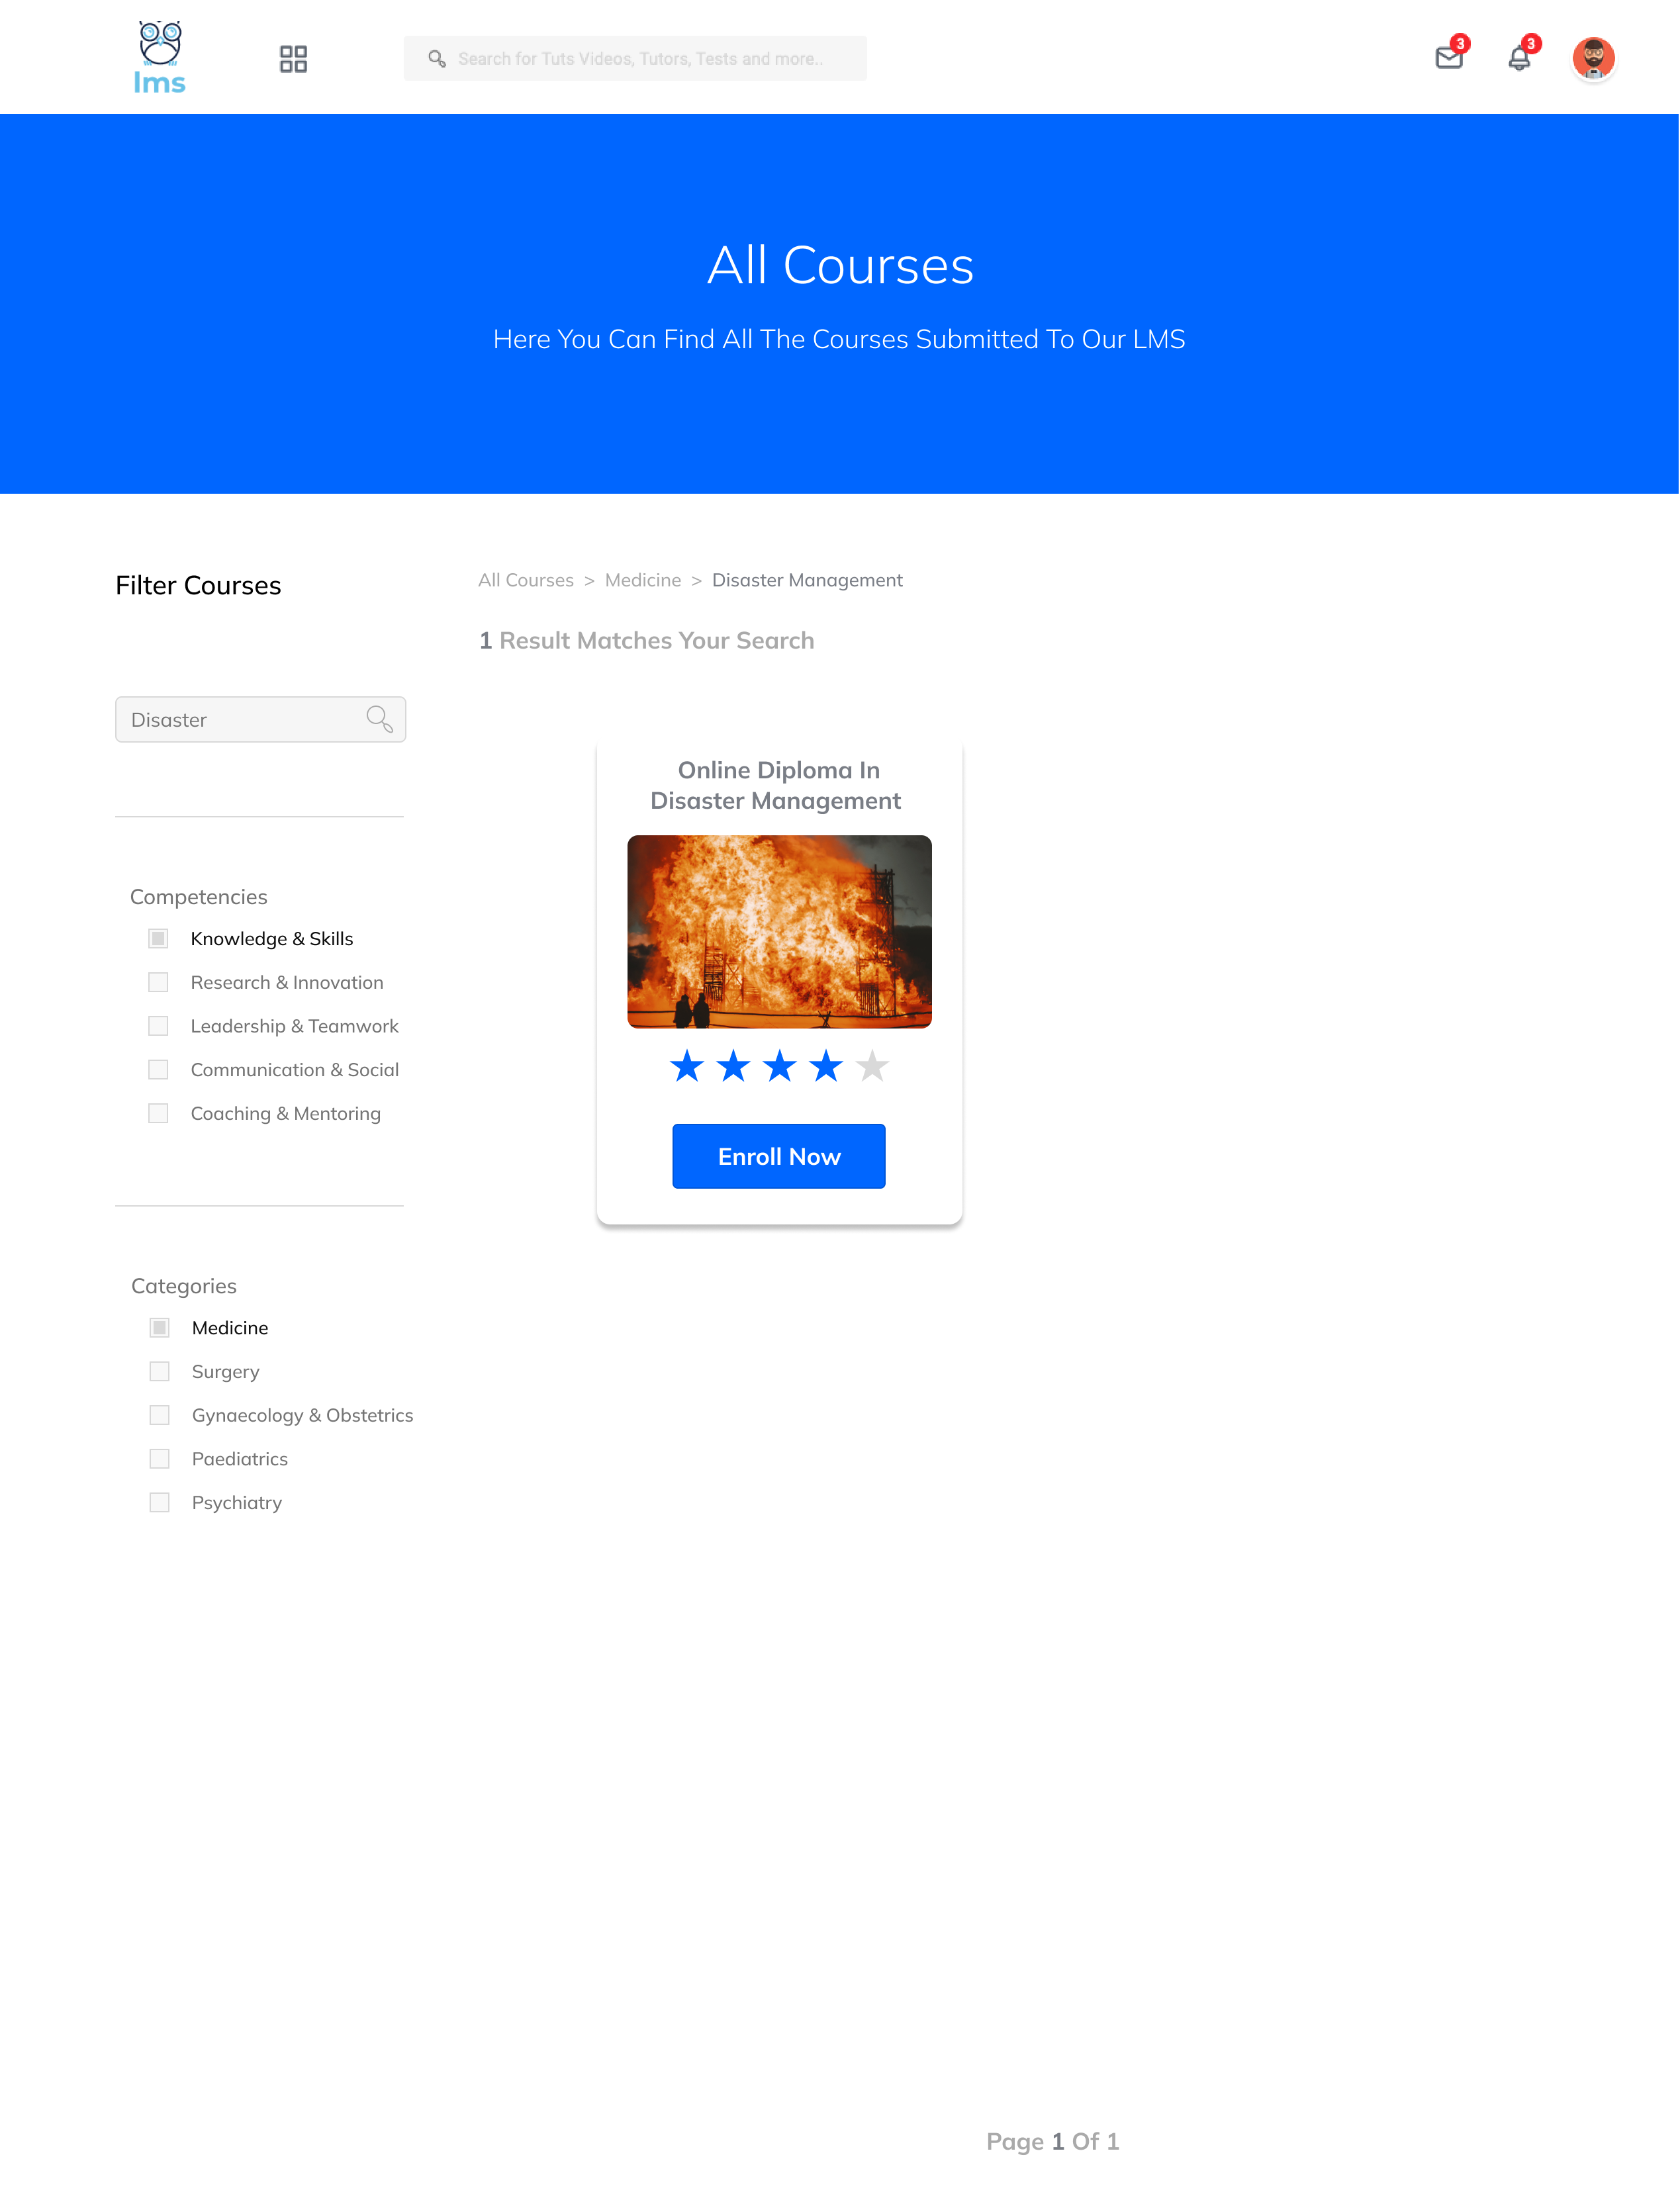 lms
Search for Tuts Videos, Tutors, Tests and more..
3
3
All Courses
Here You Can Find All The Courses Submitted To Our LMS
Filter Courses
All Courses > Medicine > Disaster Management
1 Result Matches Your Search
Disaster
Online Diploma In
Disaster Management
Competencies
Knowledge & Skills
Research & Innovation
Leadership & Teamwork
Communication & Social
Coaching & Mentoring
Enroll Now
Categories
Medicine
Surgery
Gynaecology & Obstetrics
Paediatrics
Psychiatry
Page 1 Of 1